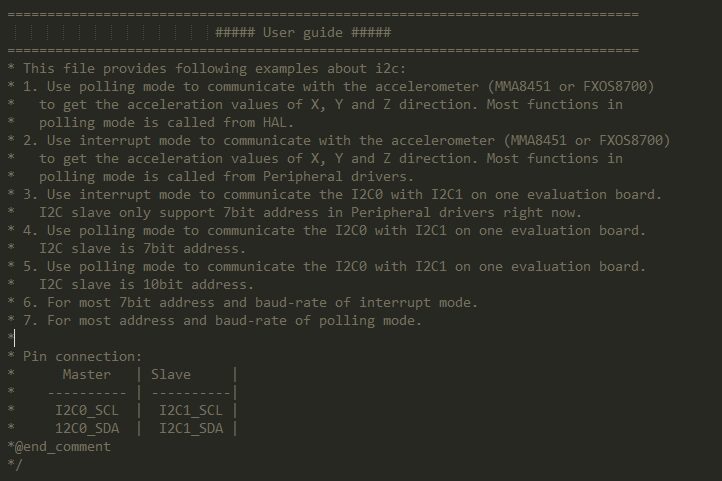 ===============================================================================
##### User guide #####
===============================================================================
* This file provides following examples about i2c:
* 1. Use polling mode to communicate with the accelerometer (MMA8451 or FXOS8700)
*   to get the acceleration values of X, Y and Z direction. Most functions in
*   polling mode is called from HAL.
* 2. Use interrupt mode to communicate with the accelerometer (MMA8451 or FXOS8700)
*   to get the acceleration values of X, Y and Z direction. Most functions in
*   polling mode is called from Peripheral drivers.
* 3. Use interrupt mode to communicate the I2C0 with I2C1 on one evaluation board.
*   I2C slave only support 7bit address in Peripheral drivers right now.
* 4. Use polling mode to communicate the I2C0 with I2C1 on one evaluation board.
*   I2C slave is 7bit address.
* 5. Use polling mode to communicate the I2C0 with I2C1 on one evaluation board.
*   I2C slave is 10bit address.
* 6. For most 7bit address and baud-rate of interrupt mode.
* 7. For most address and baud-rate of polling mode.
*
* Pin connection:
*      Master   | Slave     |
*    ---------- | ----------|
*     I2C0_SCL  |  I2C1_SCL |
*     12C0_SDA  |  I2C1_SDA |
*@end_comment
*/